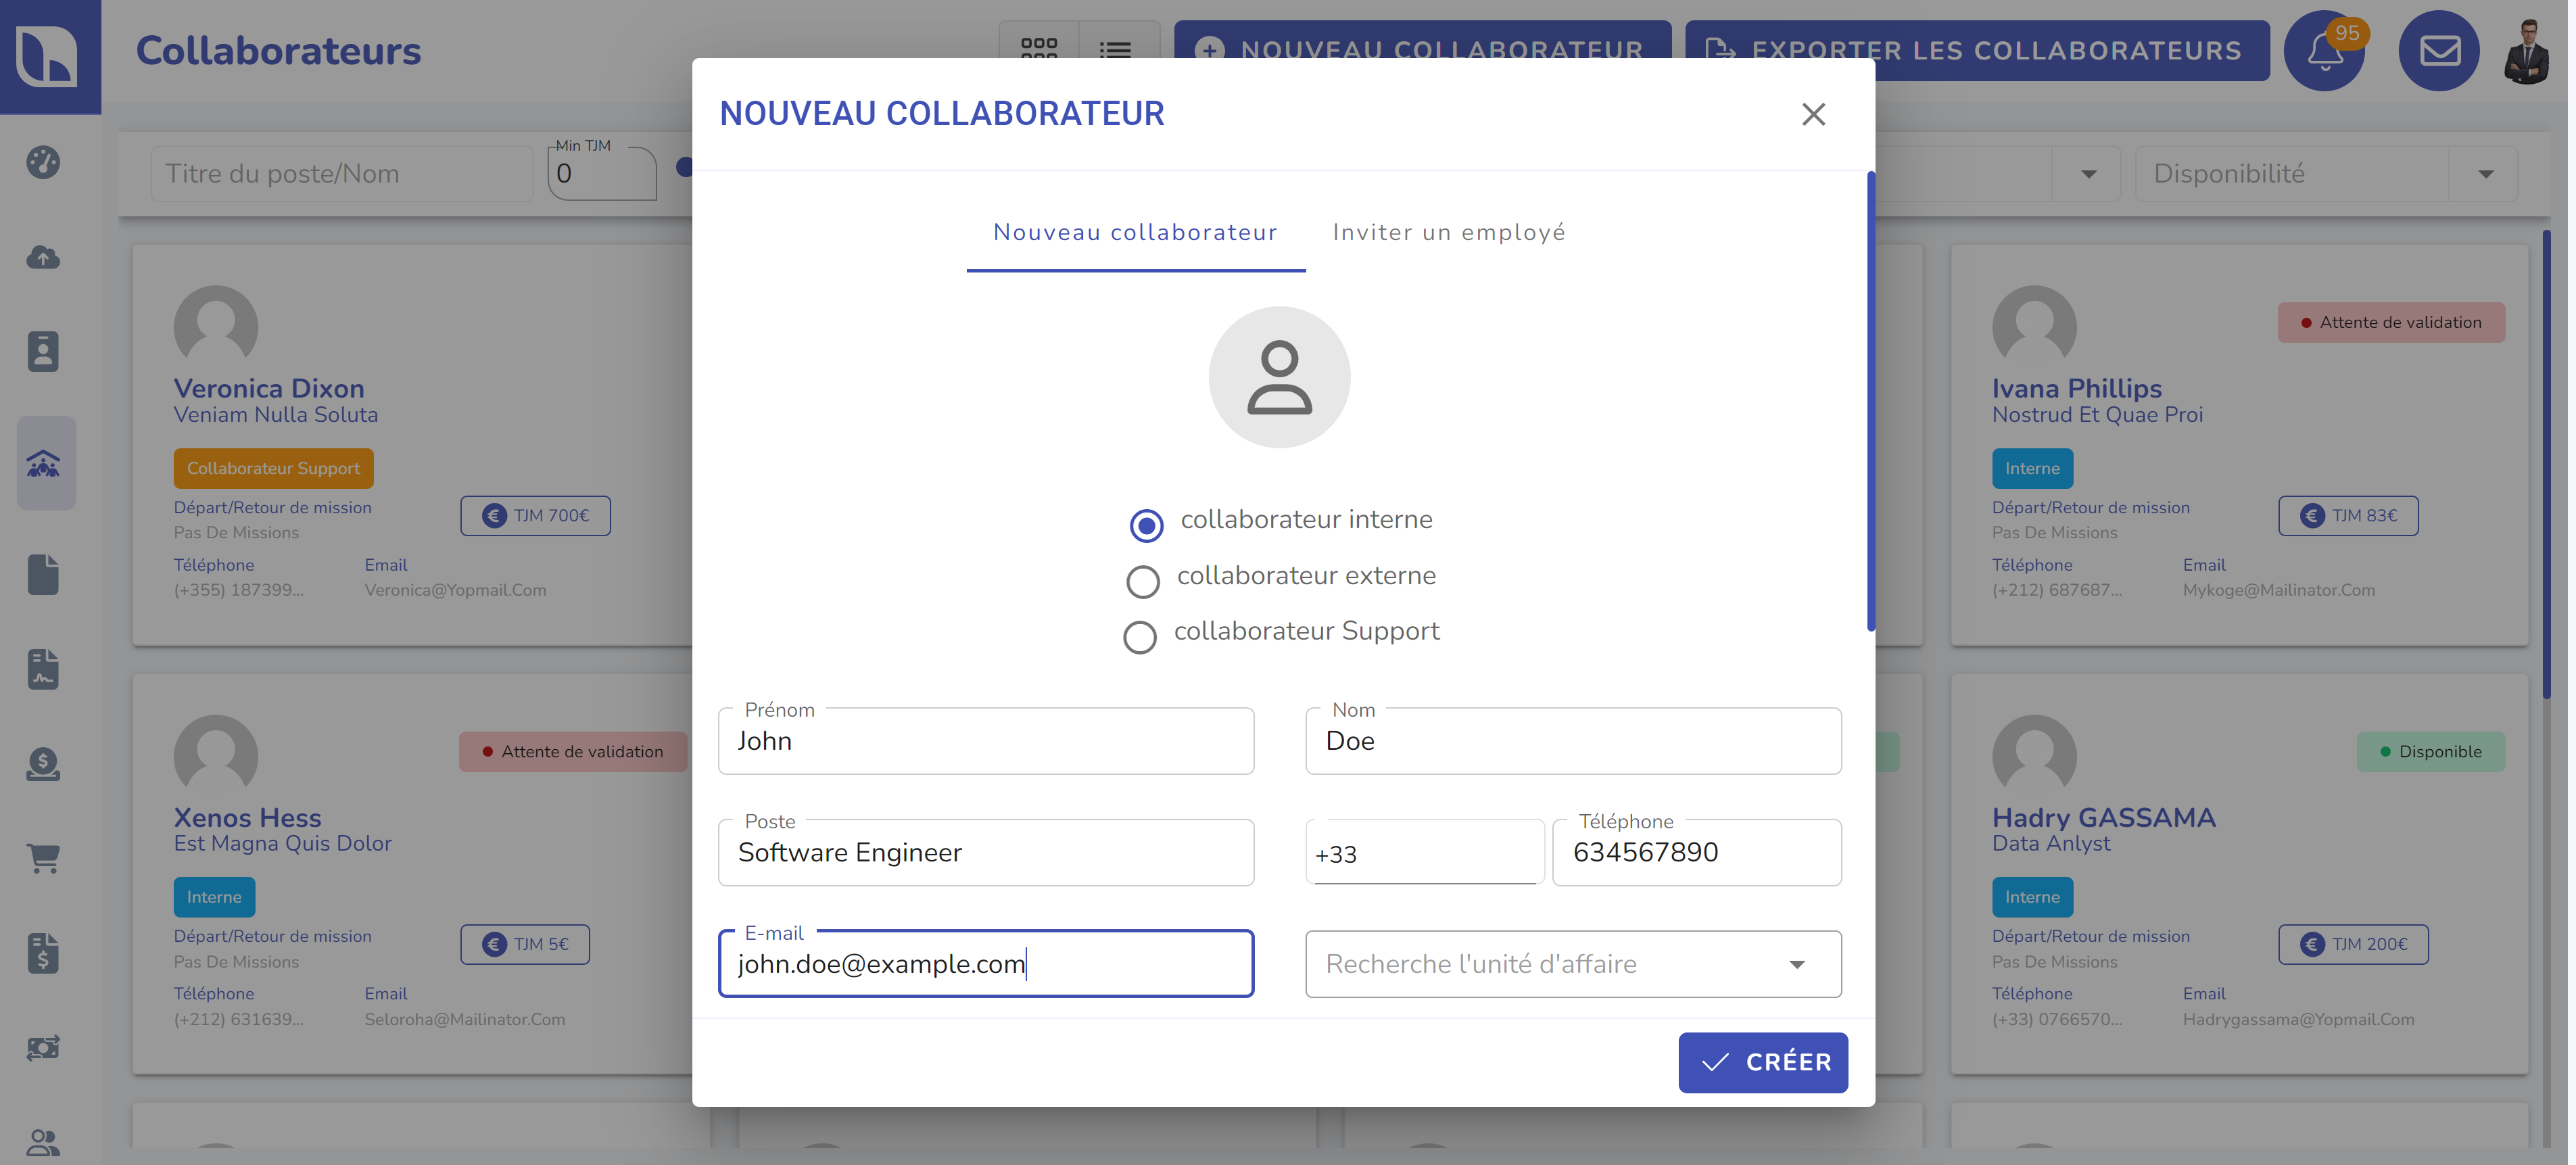 Collaborateurs
NOUVEAU COLLABORATEUR
EXPORTER LES COLLABORATEURS
95
Titre du poste/Nom
Min TJM
0
Disponibilité
NOUVEAU COLLABORATEUR
Nouveau collaborateur
Inviter un employé
collaborateur interne
collaborateur externe
collaborateur Support
Prénom
John
Nom
Doe
Poste
Software Engineer
+33
Téléphone
634567890
E-mail
john.doe@example.com
Recherche l'unité d'affaire
CRÉER
Veronica Dixon
Veniam Nulla Soluta
Collaborateur Support
Départ/Retour de mission
Pas De Missions
€ TJM 700€
Téléphone
(+355) 187399...
Email
Veronica@Yopmail.Com
Attente de validation
Ivana Phillips
Nostrud Et Quae Proi
Interne
Départ/Retour de mission
Pas De Missions
€ TJM 83€
Téléphone
(+212) 687687...
Email
Mykoge@Mailinator.Com
Attente de validation
Xenos Hess
Est Magna Quis Dolor
Interne
Départ/Retour de mission
Pas De Missions
€ TJM 5€
Téléphone
(+212) 631639...
Email
Seloroha@Mailinator.Com
Disponible
Hadry GASSAMA
Data Anlyst
Interne
Départ/Retour de mission
Pas De Missions
€ TJM 200€
Téléphone
(+33) 0766570...
Email
Hadrygassama@Yopmail.Com